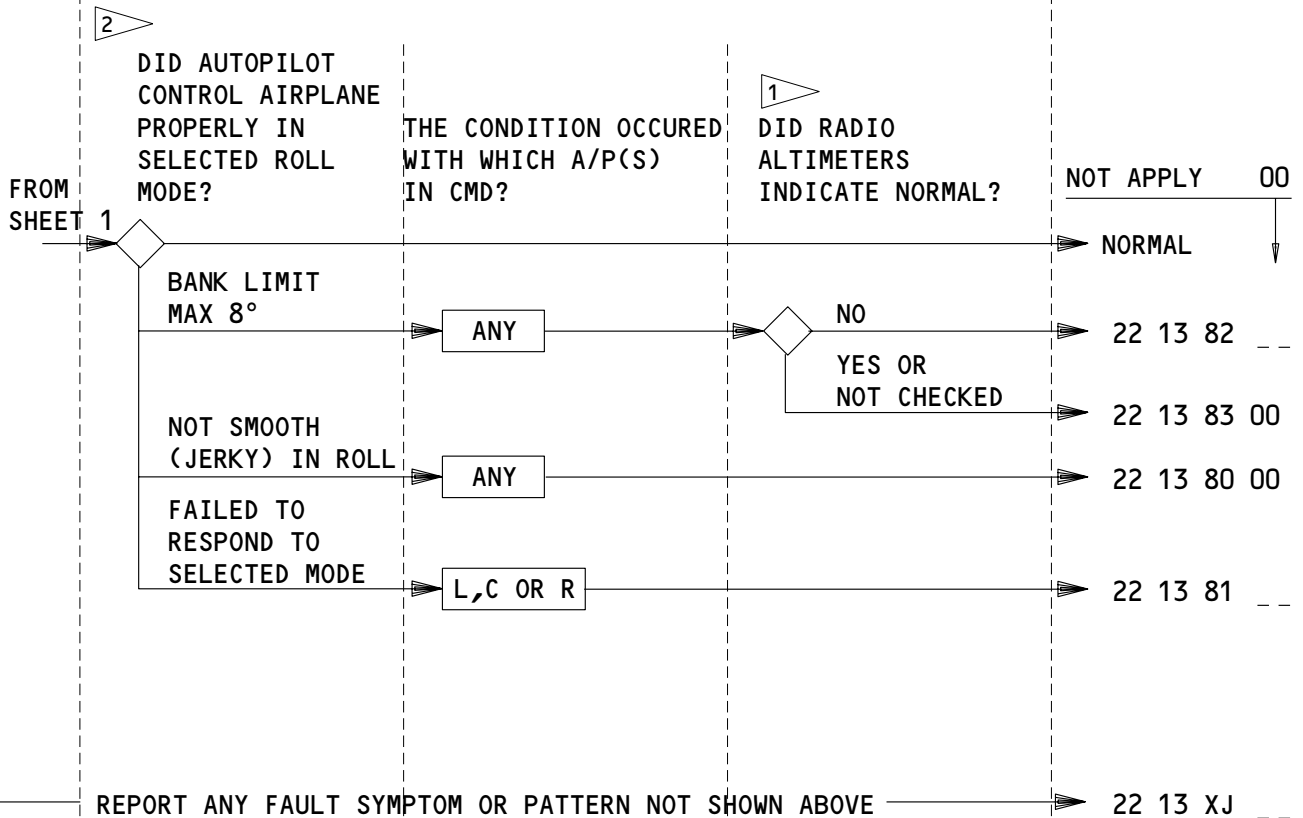 2
DID AUTOPILOT
CONTROL AIRPLANE
PROPERLY IN
SELECTED ROLL
MODE?
THE CONDITION OCCURED
WITH WHICH A/P(S)
IN CMD?
1
DID RADIO
ALTIMETERS
INDICATE NORMAL?
NOT APPLY 00
FROM
SHEET 1
NORMAL
BANK LIMIT
MAX 8°
ANY
NO
22 13 82 _ _
YES OR
NOT CHECKED
22 13 83 00
NOT SMOOTH
(JERKY) IN ROLL
ANY
22 13 80 00
FAILED TO
RESPOND TO
SELECTED MODE
L,C OR R
22 13 81 _ _
REPORT ANY FAULT SYMPTOM OR PATTERN NOT SHOWN ABOVE
22 13 XJ _ _